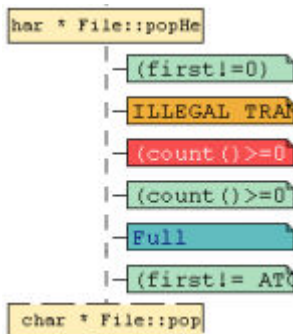 har * File::popHe
(first!=0)
ILLEGAL TRAN
(count()>=0
(count()>=0
Full
(first!= ATC
char * File::pop